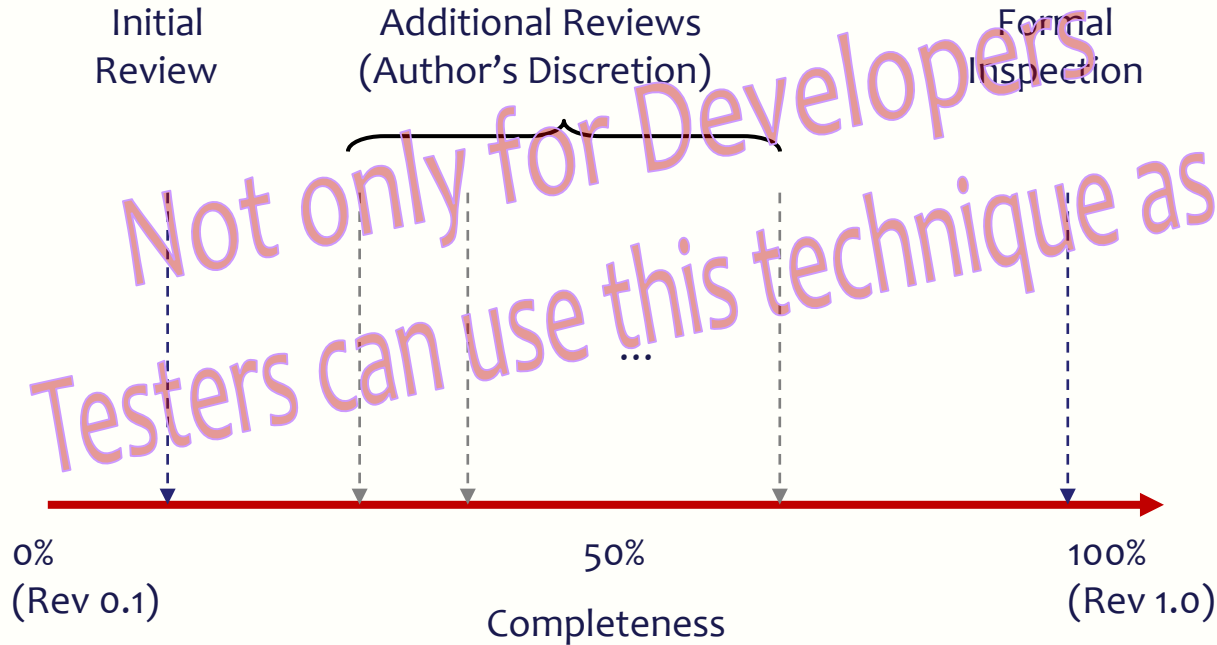 Initial
Review
Additional Reviews
(Author’s Discretion)
Formal
Inspection
Not only for Developers
Testers can use this technique as
...
0%
(Rev 0.1)
50%
100%
(Rev 1.0)
Completeness